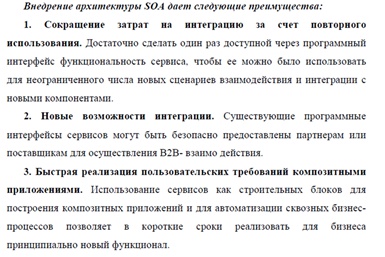 Внедрение архитектуры SOA дает следующие преимущества:
1. Сокращение затрат на интеграцию за счет повторного
использования. Достаточно сделать один раз доступной через программный
интерфейс функциональность сервиса, чтобы ее можно было использовать
для неограниченного числа новых сценариев взаимодействия и интеграции с
новыми компонентами.
2. Новые возможности интеграции. Существующие программные
интерфейсы сервисов могут быть безопасно предоставлены партнерам или
поставщикам для осуществления B2B- взаимо действия.
3. Быстрая реализация пользовательских требований композитными
приложениями. Использование сервисов как строительных блоков для
построения композитных приложений и для автоматизации сквозных бизнес-
процессов позволяет в короткие сроки реализовать для бизнеса
принципиально новый функционал.